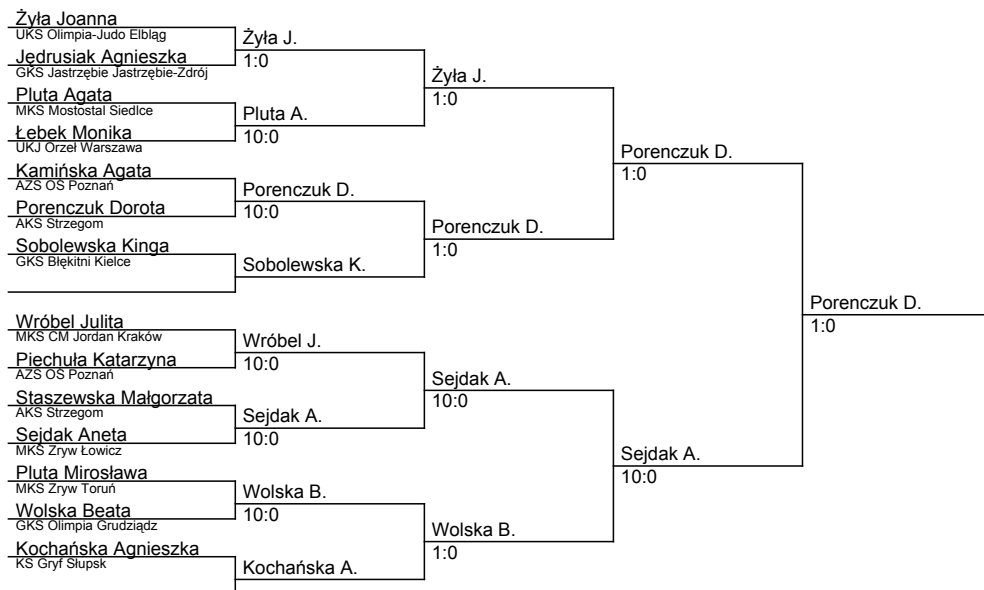 Żyła Joanna
UKS Olimpia-Judo Elbląg
Jędrusiak Agnieszka
GKS Jastrzębie Jastrzębie-Zdrój
Pluta Agata
MKS Mostostal Siedlce
Łebek Monika
UKJ Orzeł Warszawa
Kamińska Agata
AZS OŚ Poznań
Porenczuk Dorota
AKS Strzegom
Sobolewska Kinga
GKS Błękitni Kielce
Wróbel Julita
MKS CM Jordan Kraków
Piechuła Katarzyna
AZS OŚ Poznań
Staszewska Małgorzata
AKS Strzegom
Sejdak Aneta
MKS Zryw Łowicz
Pluta Mirosława
MKS Zryw Toruń
Wolska Beata
GKS Olimpia Grudziądz
Kochańska Agnieszka
KS Gryf Słupsk
Żyła J.
1:0
Pluta A.
10:0
Porenczuk D.
10:0
Sobolewska K.
Wróbel J.
10:0
Sejdak A.
10:0
Wolska B.
10:0
Kochańska A.
Żyła J.
1:0
Porenczuk D.
1:0
Sejdak A.
10:0
Wolska B.
1:0
Porenczuk D.
1:0
Sejdak A.
10:0
Porenczuk D.
1:0